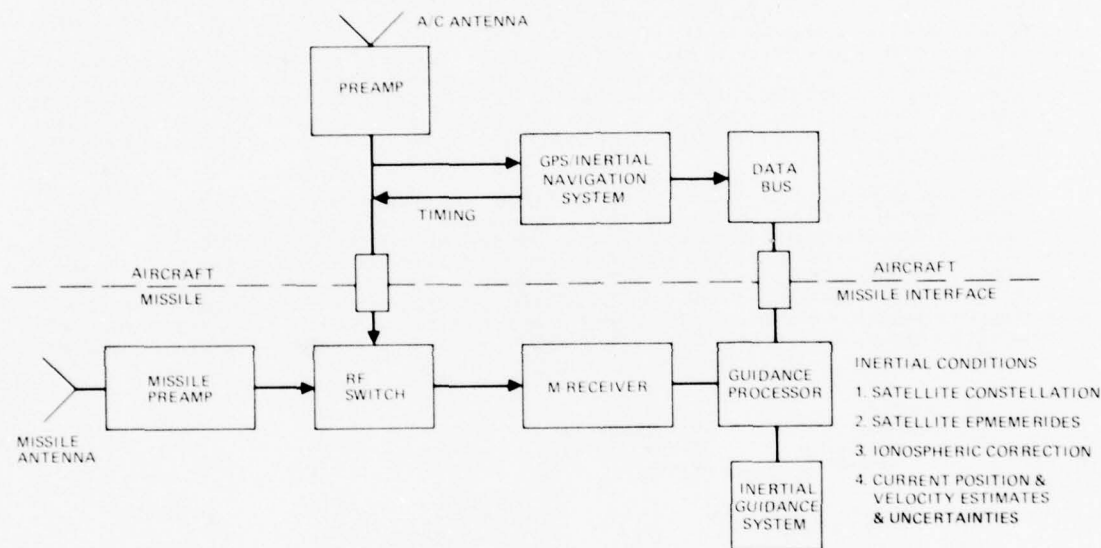 A/C ANTENNA
PREAMP
GPS/INERTIAL
NAVIGATION
SYSTEM
DATA
BUS
TIMING
AIRCRAFT
MISSILE
AIRCRAFT
MISSILE INTERFACE
MISSILE
PREAMP
RF
SWITCH
M RECEIVER
GUIDANCE
PROCESSOR
MISSILE
ANTENNA
INERTIAL
GUIDANCE
SYSTEM
INERTIAL CONDITIONS
1. SATELLITE CONSTELLATION
2. SATELLITE EPMEMERIDES
3. IONOSPHERIC CORRECTION
4. CURRENT POSITION &
VELOCITY ESTIMATES
& UNCERTAINTIES